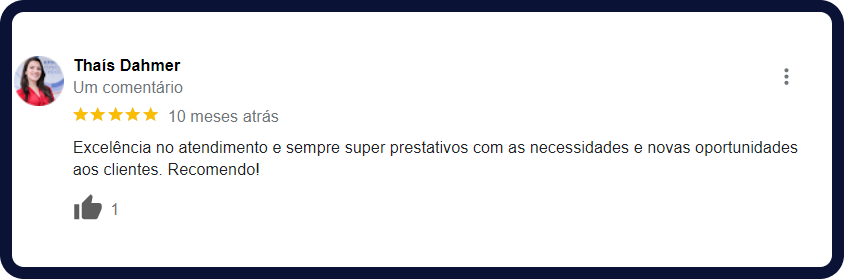 Thaís Dahmer
Um comentário
10 meses atrás
Excelência no atendimento e sempre super prestativos com as necessidades e novas oportunidades
aos clientes. Recomendo!
1